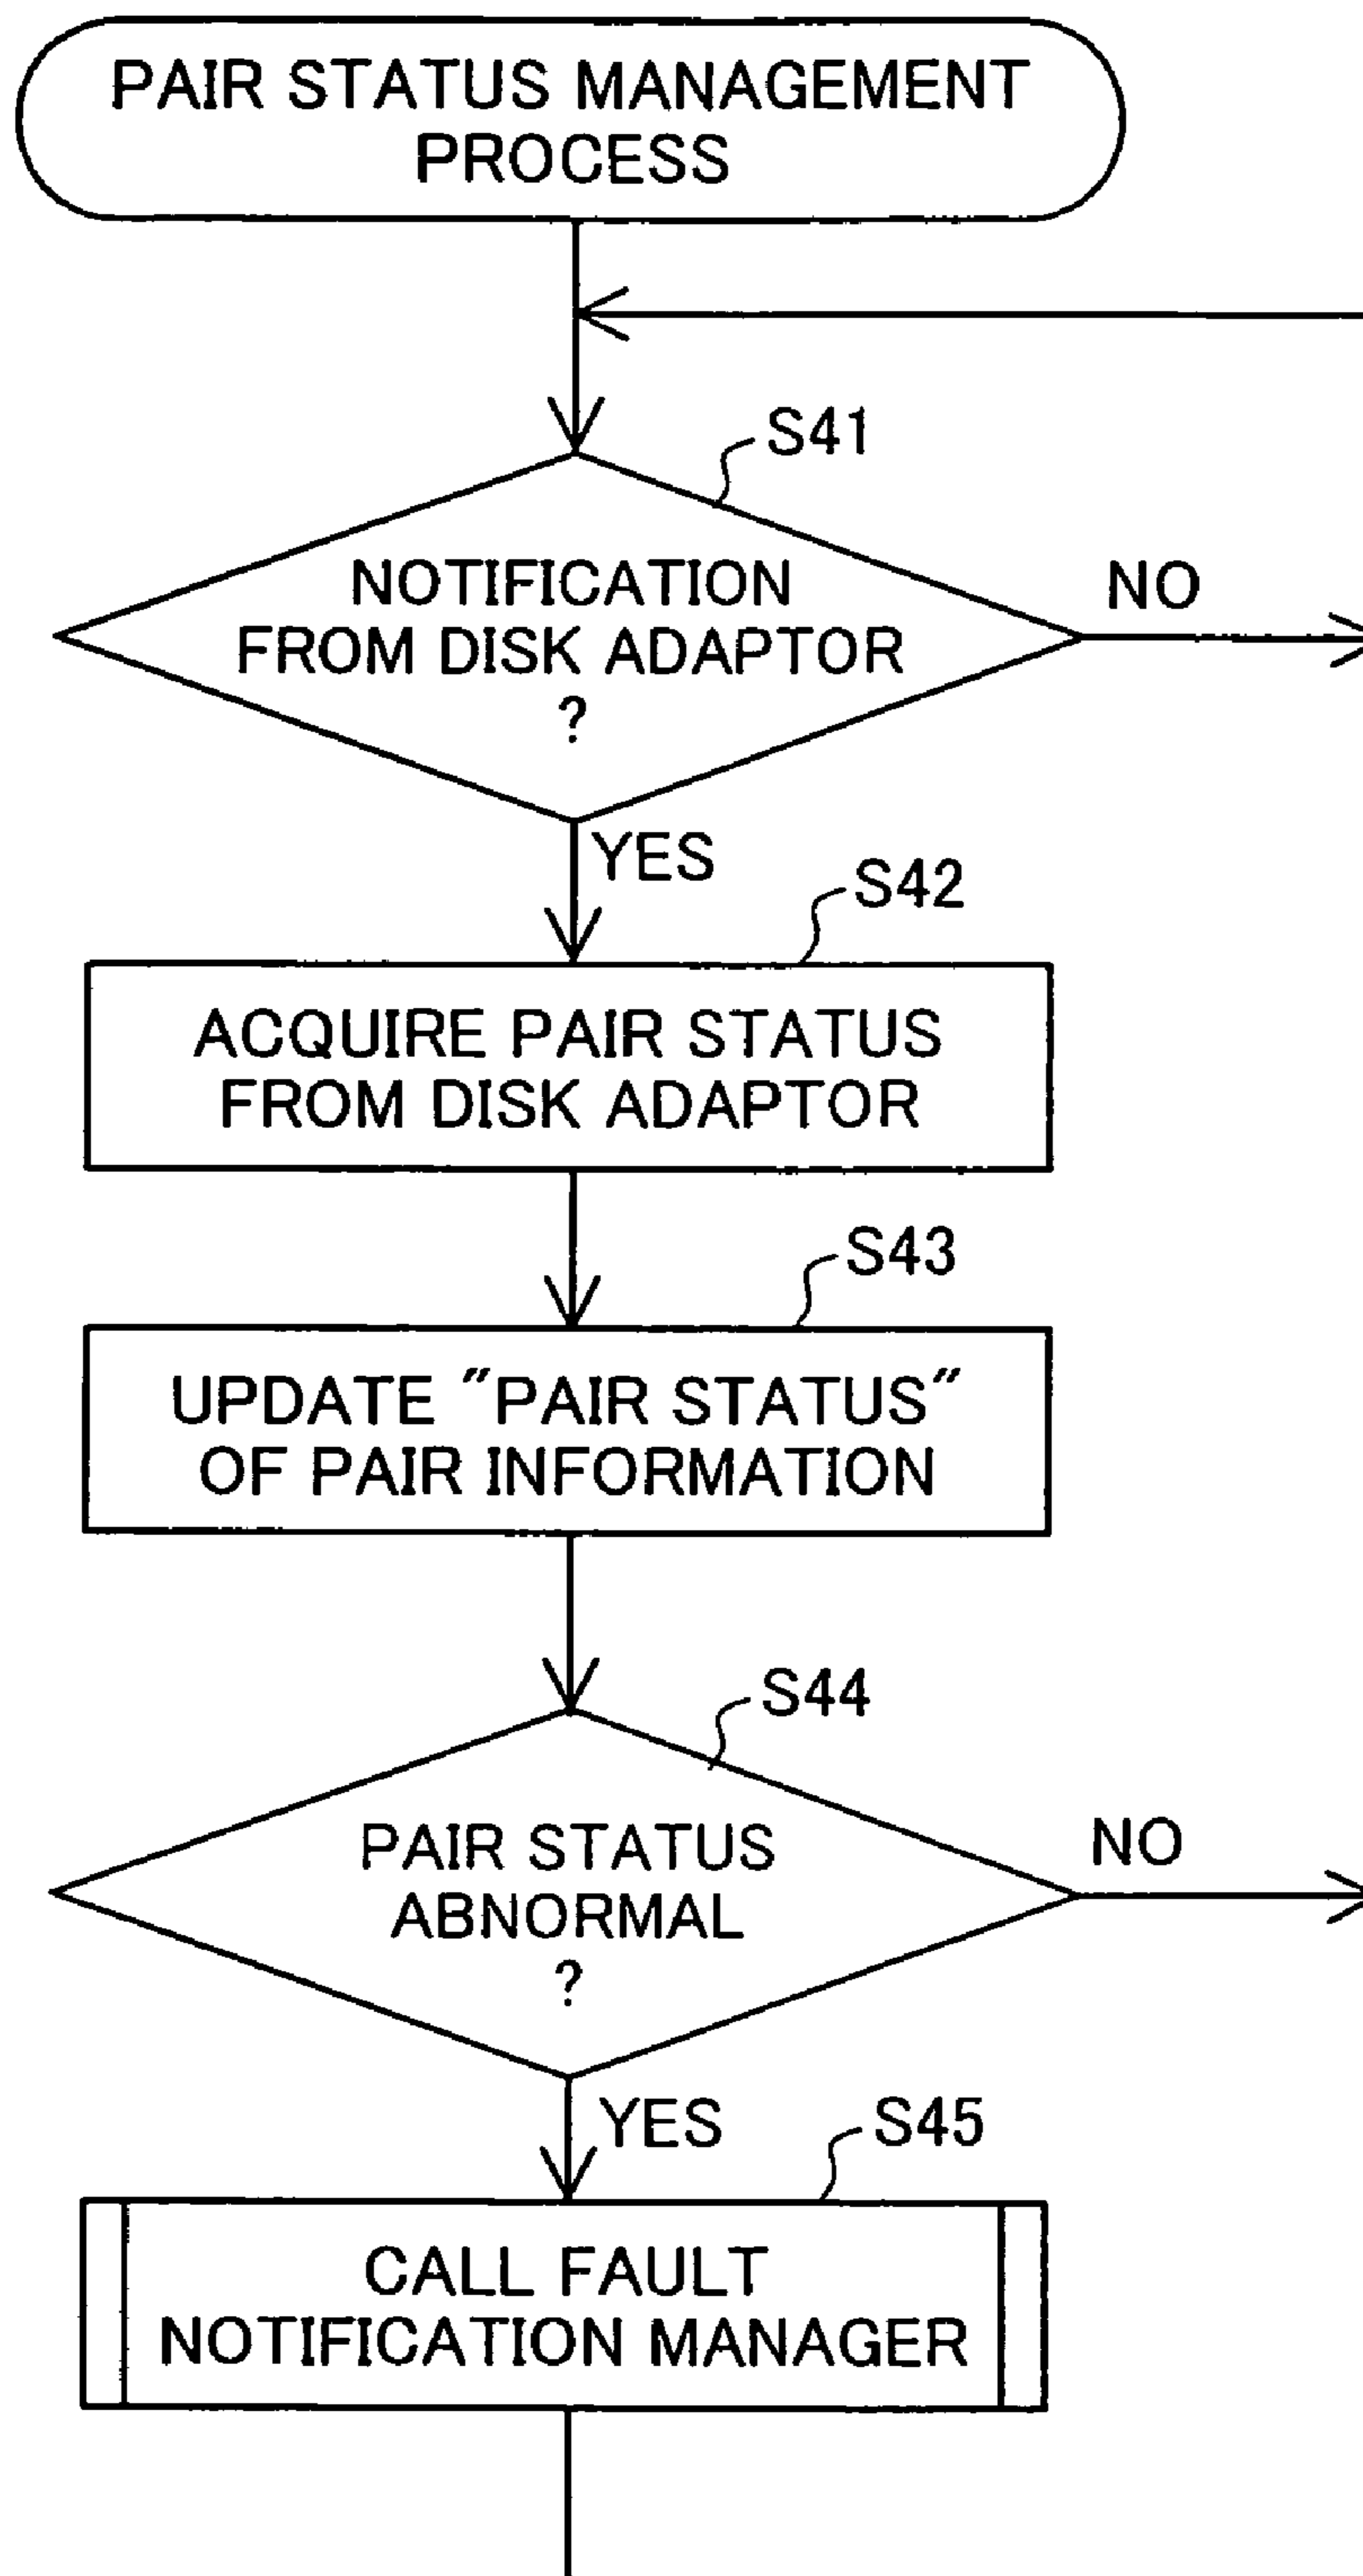 PAIR STATUS MANAGEMENT
PROCESS
S41
NOTIFICATION
FROM DISK ADAPTOR
?
NO
YES
S42
ACQUIRE PAIR STATUS
FROM DISK ADAPTOR
S43
UPDATE "PAIR STATUS"
OF PAIR INFORMATION
S44
PAIR STATUS
ABNORMAL
?
NO
YES
S45
CALL FAULT
NOTIFICATION MANAGER